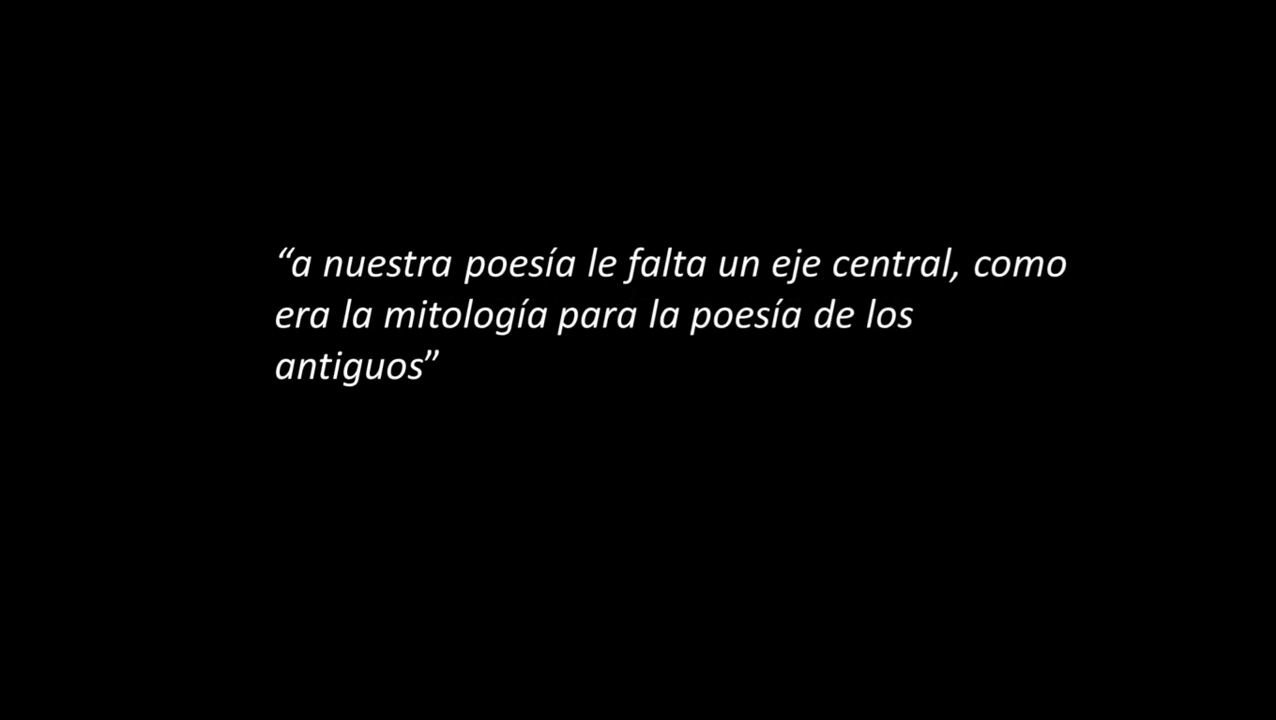 “a nuestra poesía le falta un eje central, como
era la mitología para la poesía de los
antiguos”